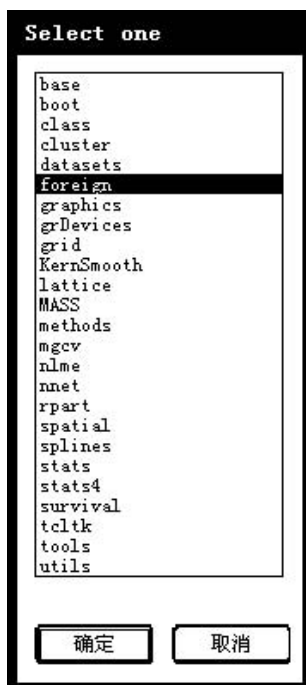 Select one
base
boot
class
cluster
datasets
foreign
graphics
grDevices
grid
KernSmooth
lattice
MASS
methods
mgcv
nlme
nnet
rpart
spatial
splines
stats
stats4
survival
tcltk
tools
utils
确定 取消